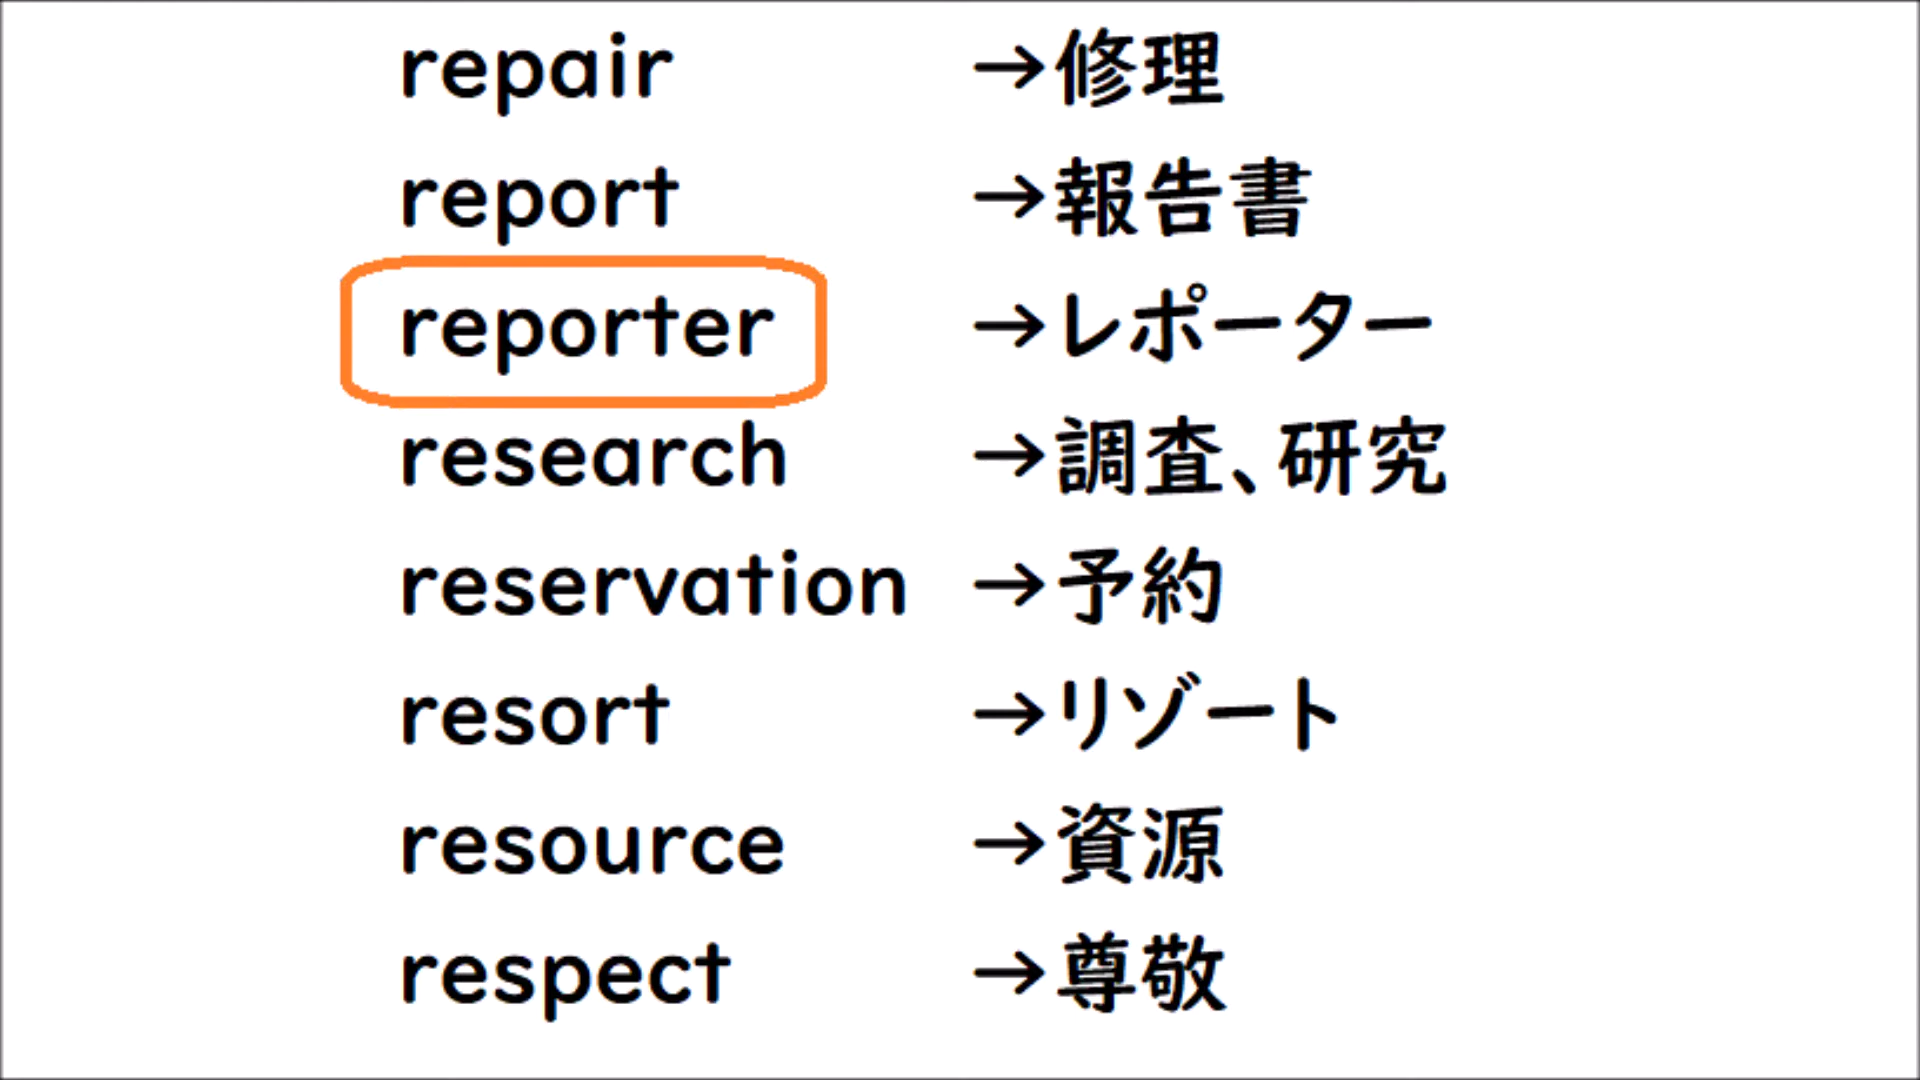 repair →修理
report →報告書
reporter →レポーター
research →調査、研究
reservation →予約
resort →リゾート
resource →資源
respect →尊敬